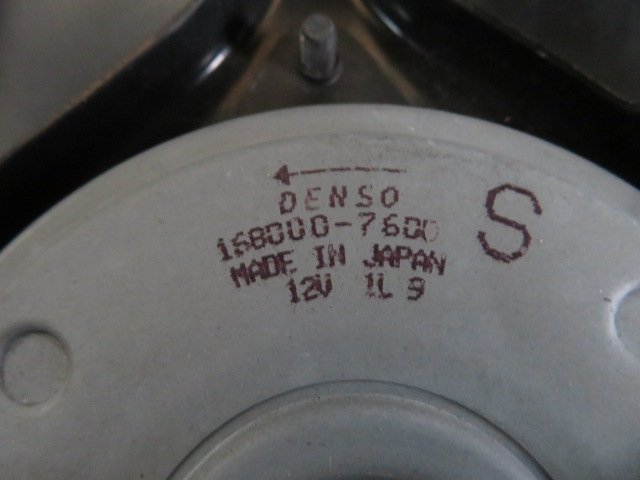 DENSO
168000-7600
S
MADE IN JAPAN
12V 1L 9